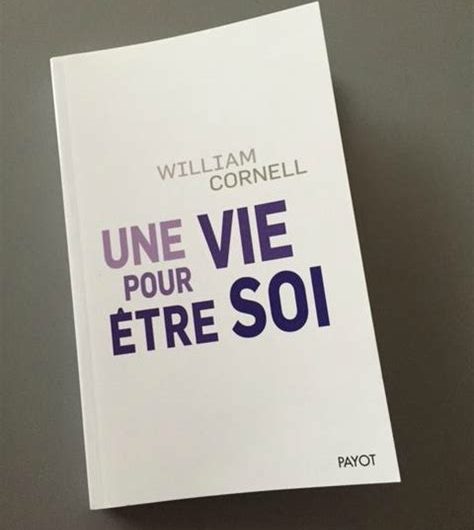 WILLIAM
CORNELL
UNE VIE
POUR
ÊTRE SOI
PAYOT